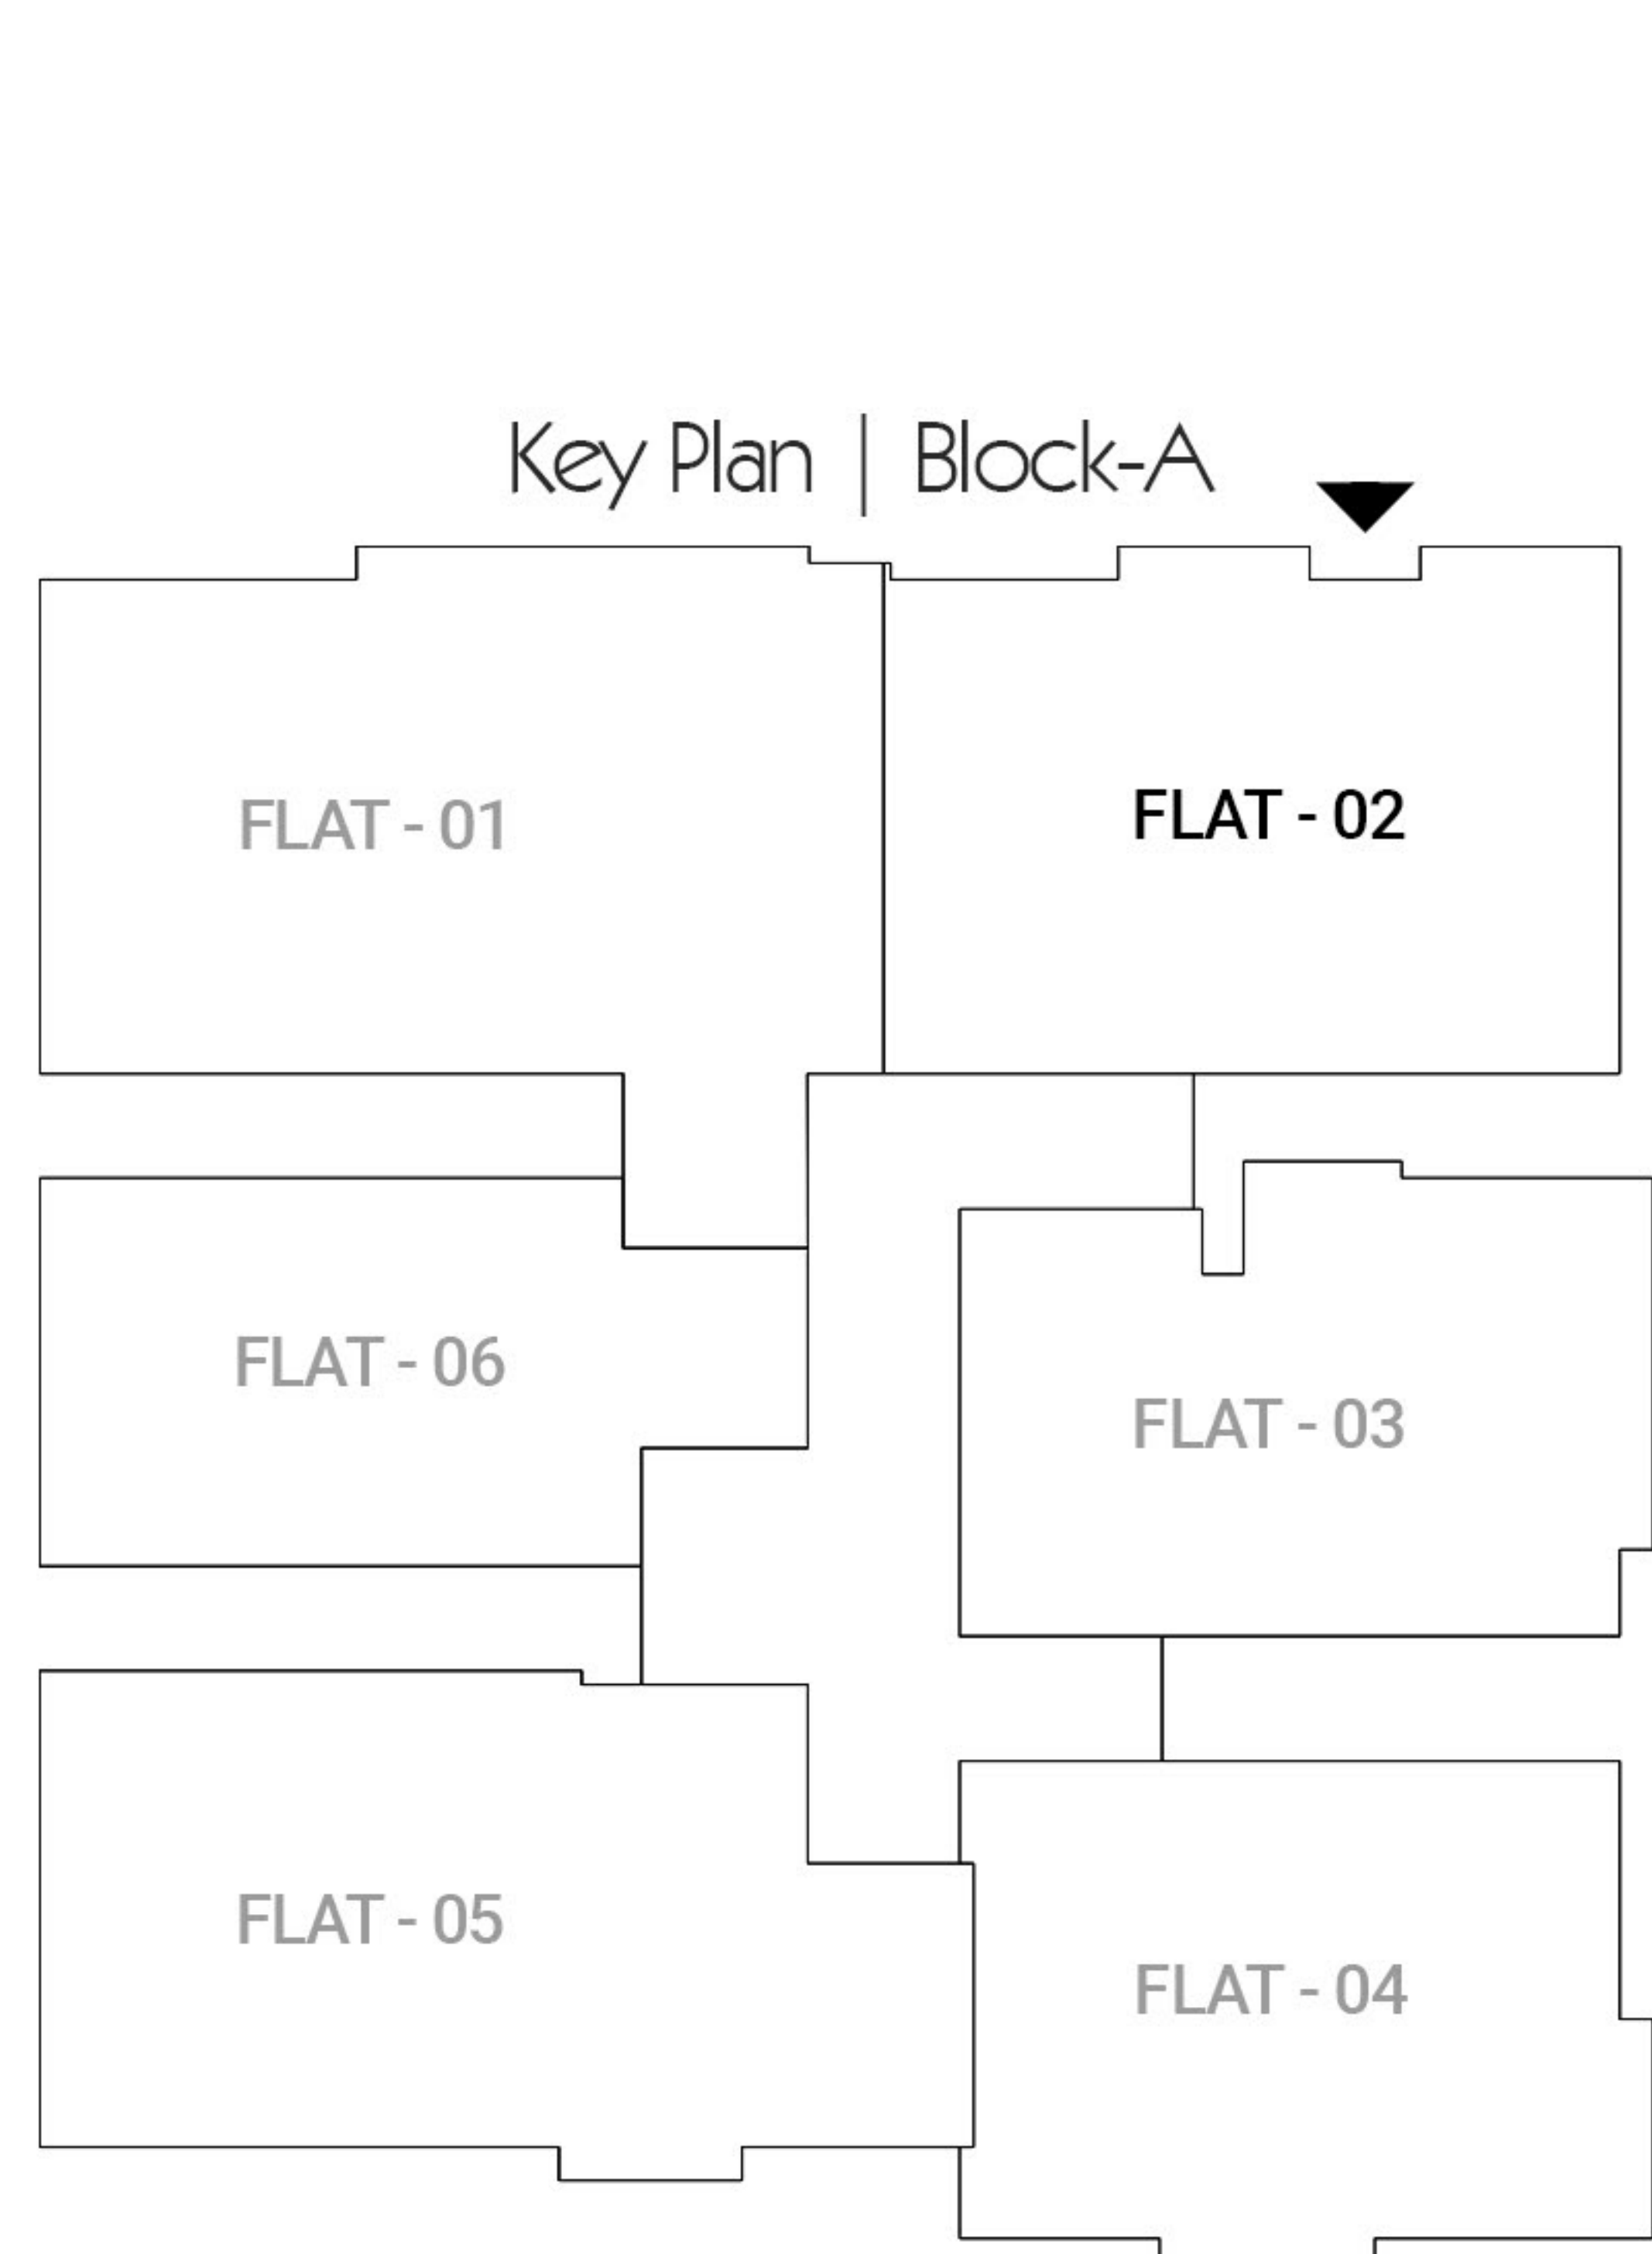 Key Plan | Block-A
FLAT - 01
FLAT - 02
FLAT - 06
FLAT - 03
FLAT - 05
FLAT - 04